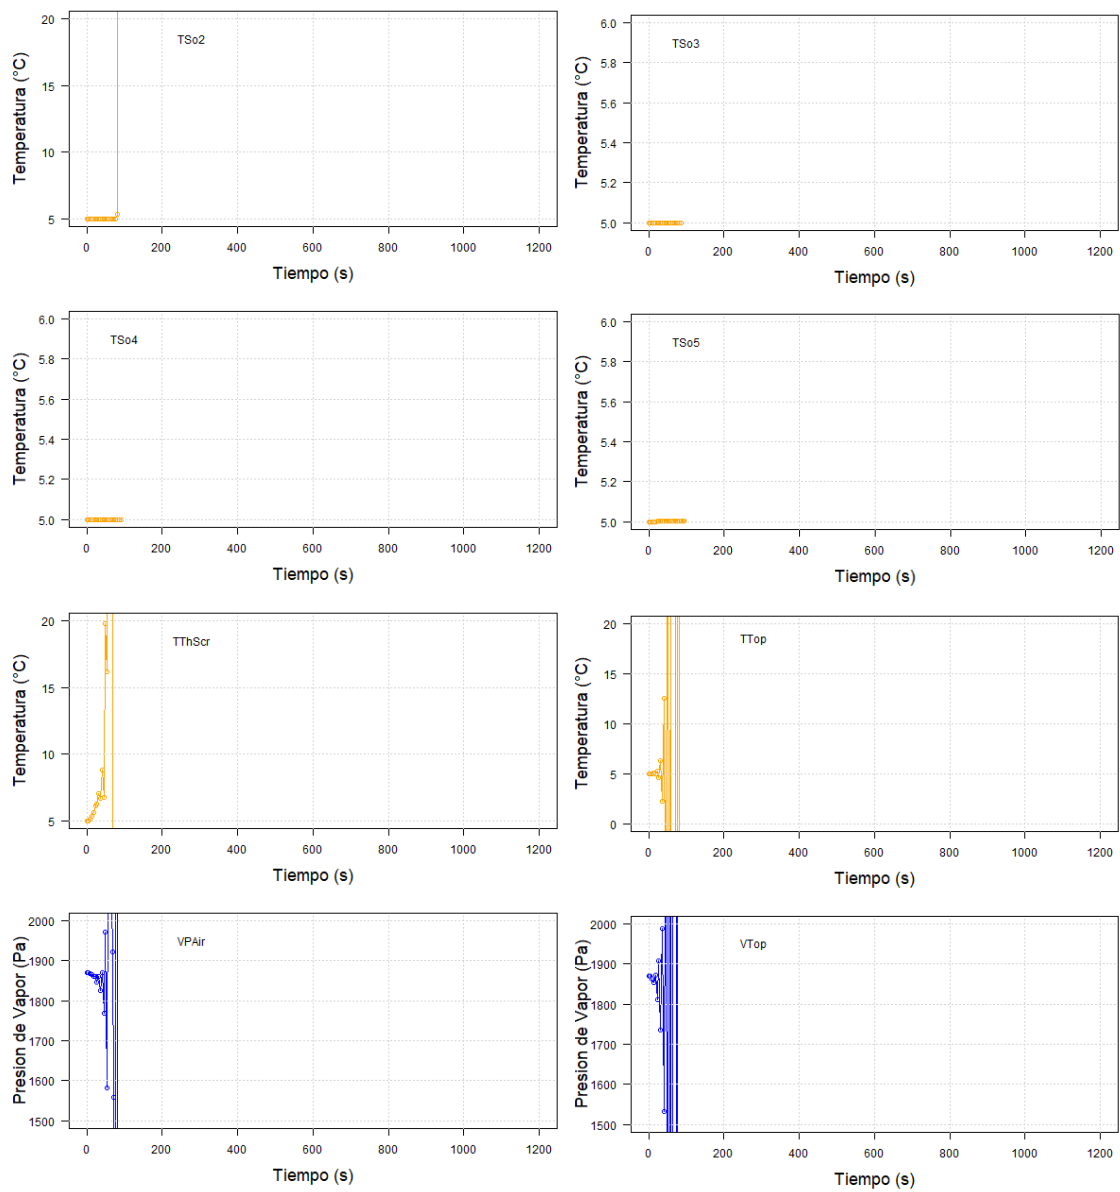 20
15
10
5
Temperatura (°C)
TSo2
0 200 400 600 800 1000 1200
Tiempo (s)
6.0
5.8
5.6
5.4
5.2
5.0
Temperatura (°C)
TSo3
0 200 400 600 800 1000 1200
Tiempo (s)
6.0
5.8
5.6
5.4
5.2
5.0
Temperatura (°C)
TSo4
0 200 400 600 800 1000 1200
Tiempo (s)
6.0
5.8
5.6
5.4
5.2
5.0
Temperatura (°C)
TSo5
0 200 400 600 800 1000 1200
Tiempo (s)
20
15
10
5
Temperatura (°C)
TThScr
0 200 400 600 800 1000 1200
Tiempo (s)
20
15
10
5
0
Temperatura (°C)
TTop
0 200 400 600 800 1000 1200
Tiempo (s)
2000
1900
1800
1700
1600
1500
Presion de Vapor (Pa)
VPAir
0 200 400 600 800 1000 1200
Tiempo (s)
2000
1900
1800
1700
1600
1500
Presion de Vapor (Pa)
VTop
0 200 400 600 800 1000 1200
Tiempo (s)